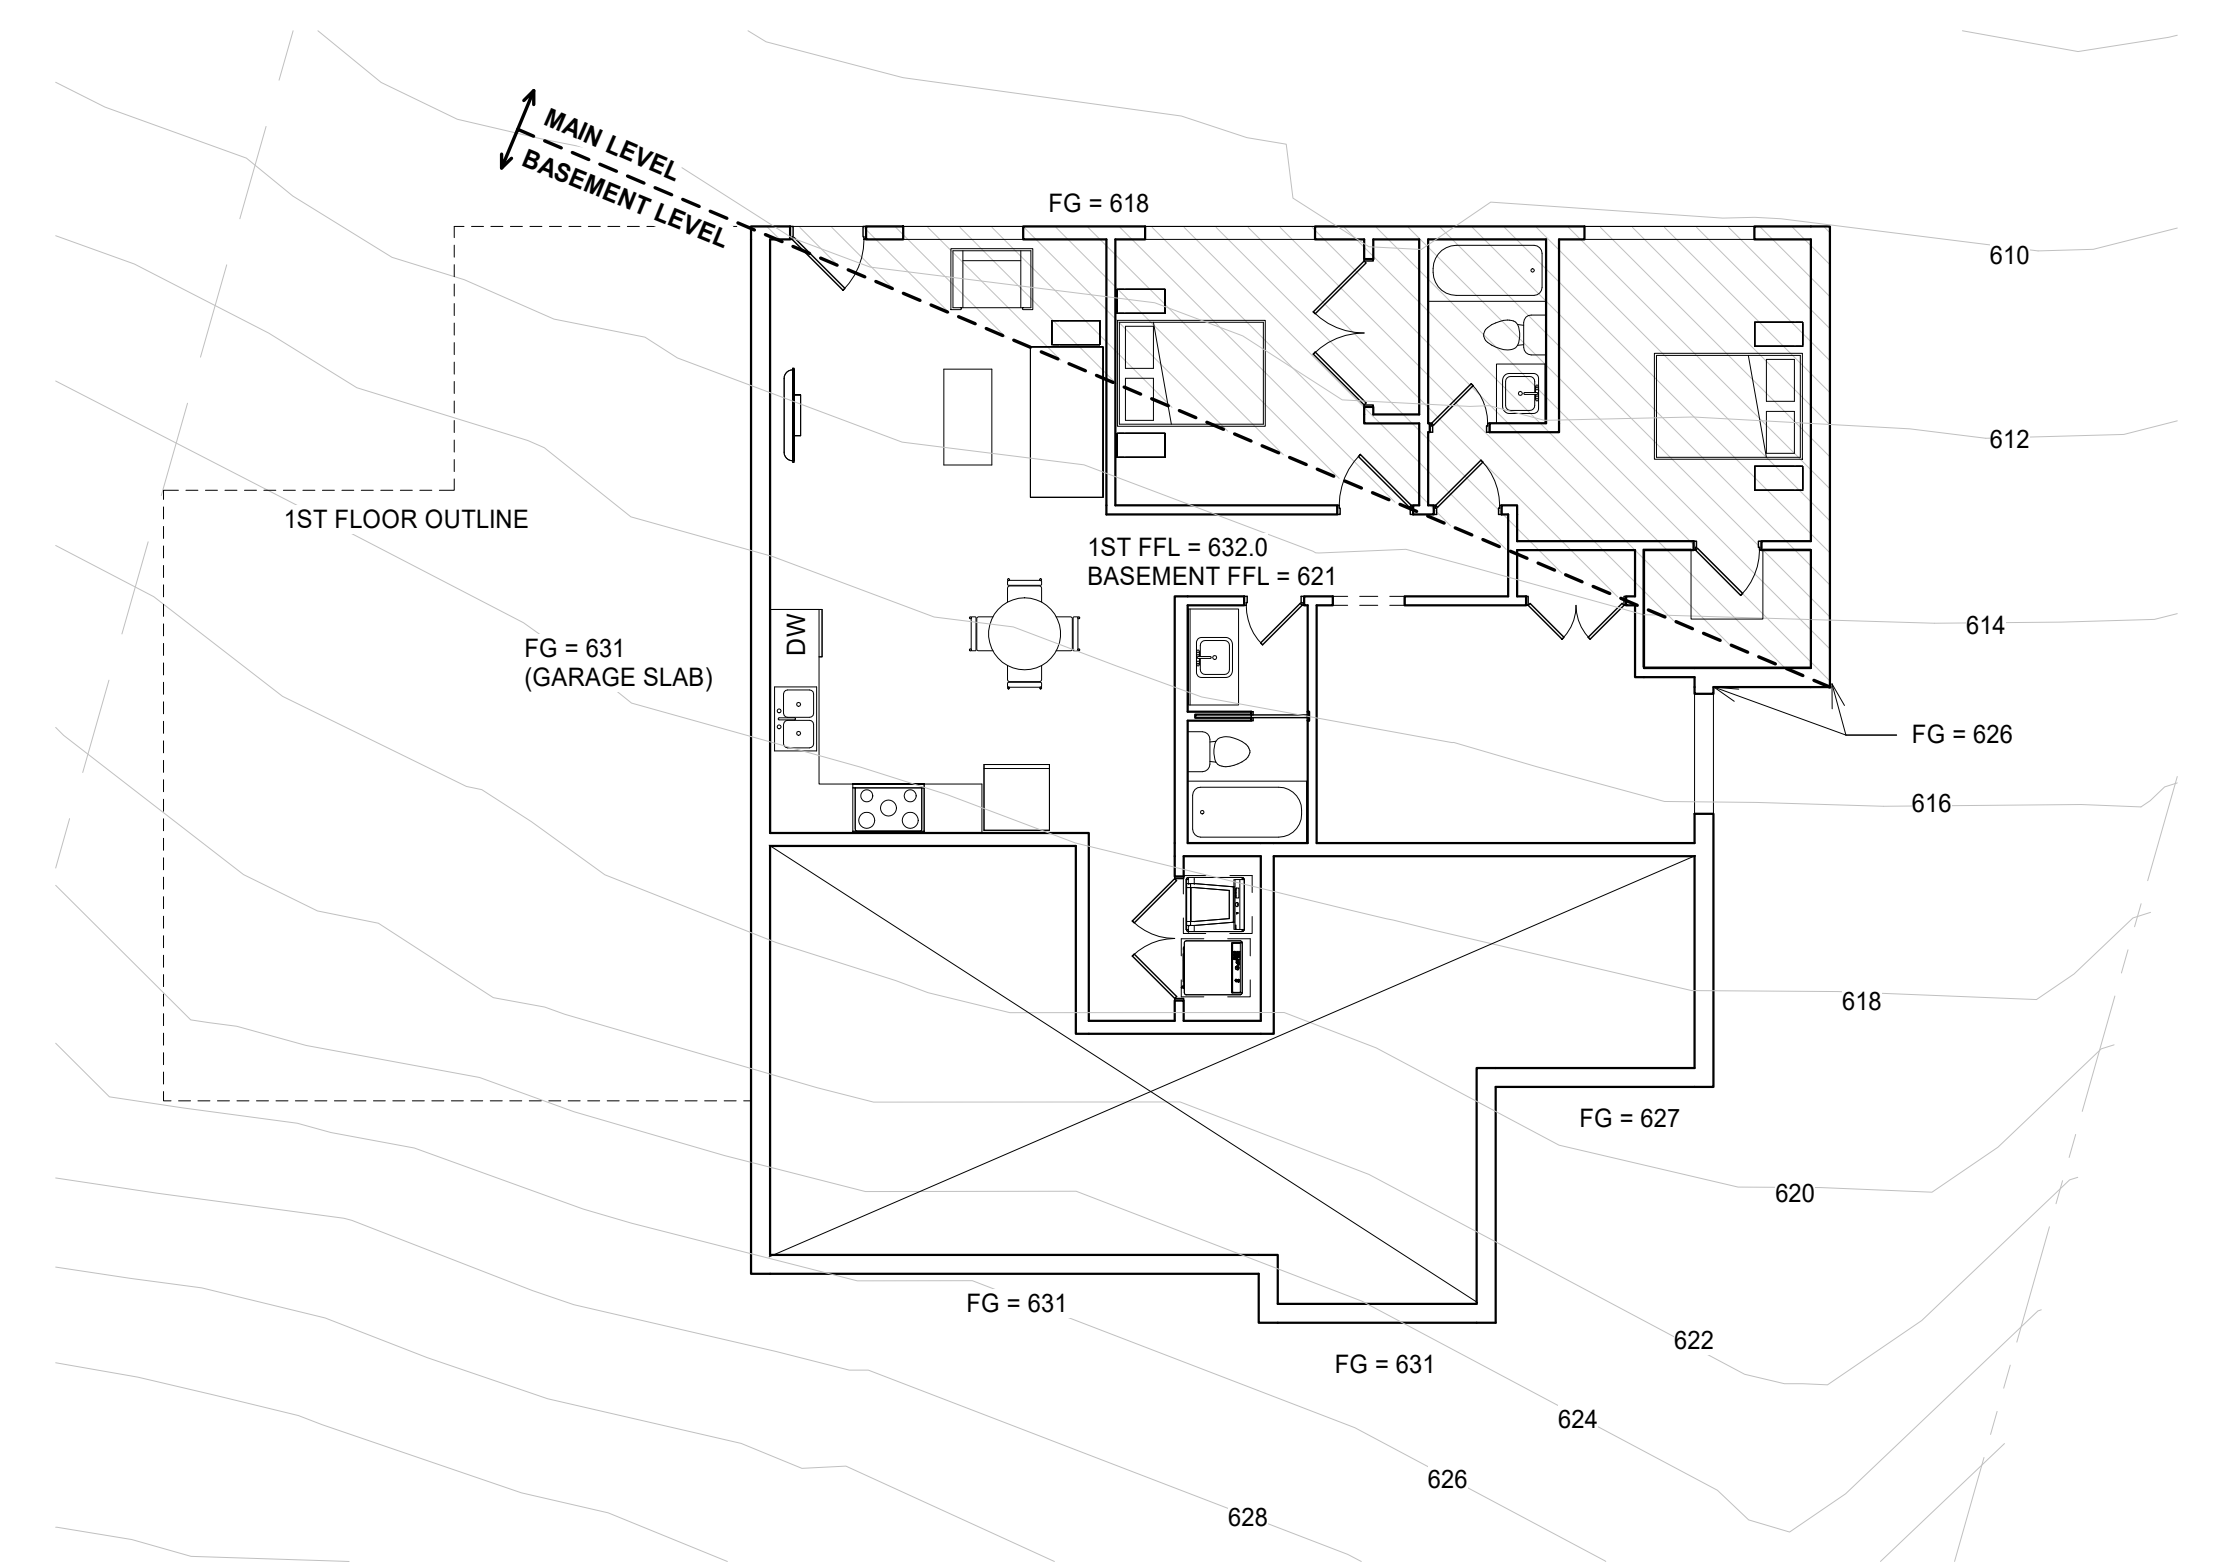 MAIN LEVEL
BASEMENT LEVEL
FG = 618
610
612
1ST FLOOR OUTLINE
1ST FFL = 632.0
BASEMENT FFL = 621
614
DW
FG = 631
(GARAGE SLAB)
FG = 626
616
618
FG = 627
620
FG = 631
622
FG = 631
624
626
628